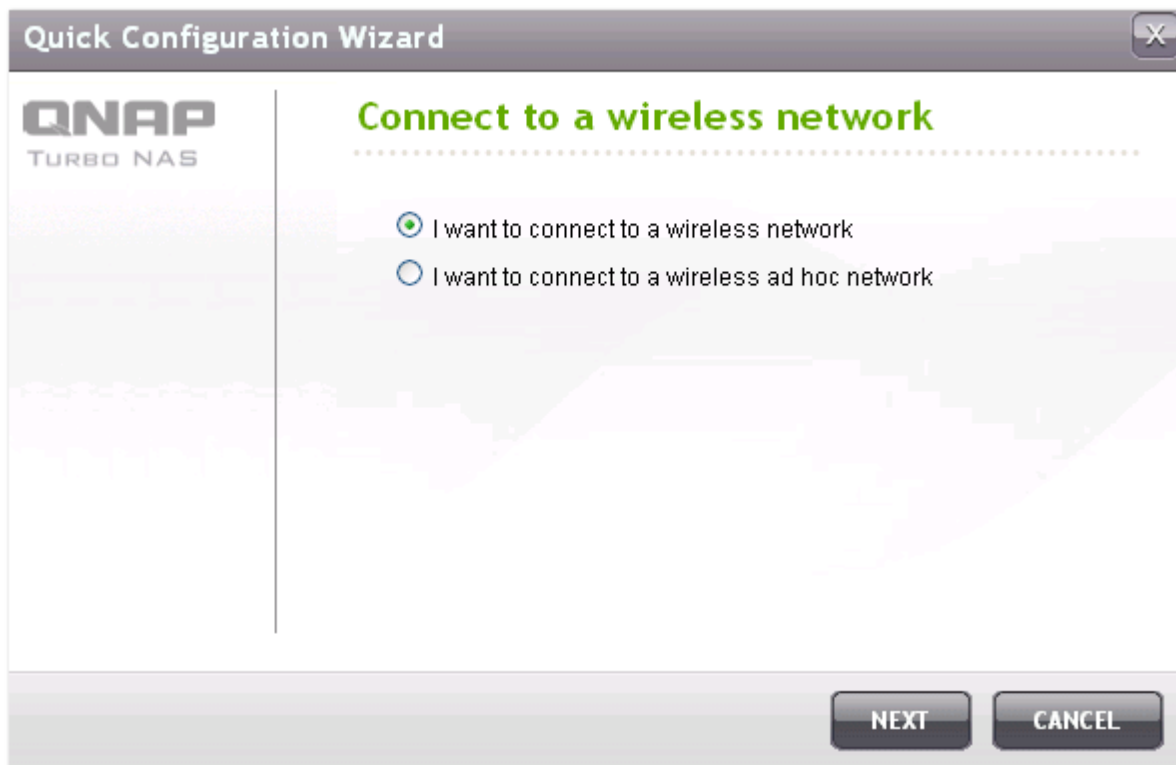 Quick Configuration Wizard
X
QNAP
TURBO NAS
Connect to a wireless network
I want to connect to a wireless network
I want to connect to a wireless ad hoc network
NEXT
CANCEL